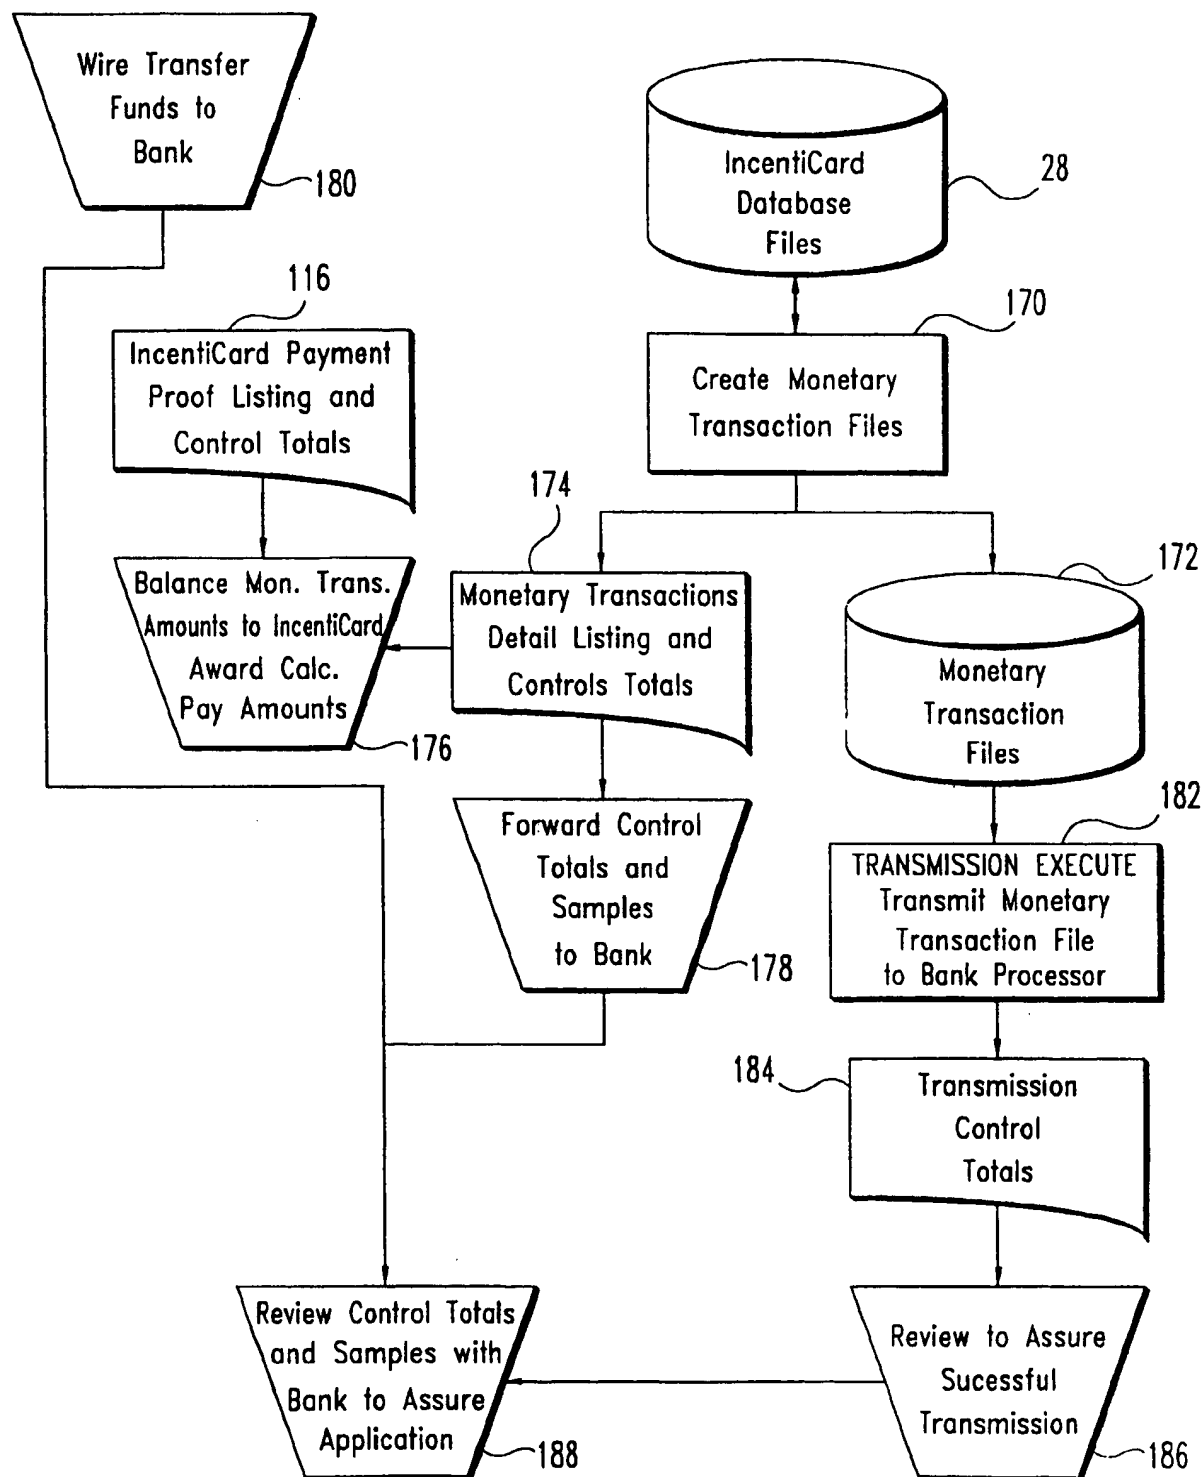 Wire Transfer
Funds to
Bank
180
IncentiCard
Database
Files
28
116
IncentiCard Payment
Proof Listing and
Control Totals
170
Create Monetary
Transaction Files
174
Balance Mon. Trans.
Amounts to IncentiCard
Award Calc.
Pay Amounts
176
Monetary Transactions
Detail Listing and
Controls Totals
172
Monetary
Transaction
Files
Forward Control
Totals and
Samples
to Bank
178
182
TRANSMISSION EXECUTE
Transmit Monetary
Transaction File
to Bank Processor
184
Transmission
Control
Totals
Review Control Totals
and Samples with
Bank to Assure
Application
188
Review to Assure
Sucessful
Transmission
186